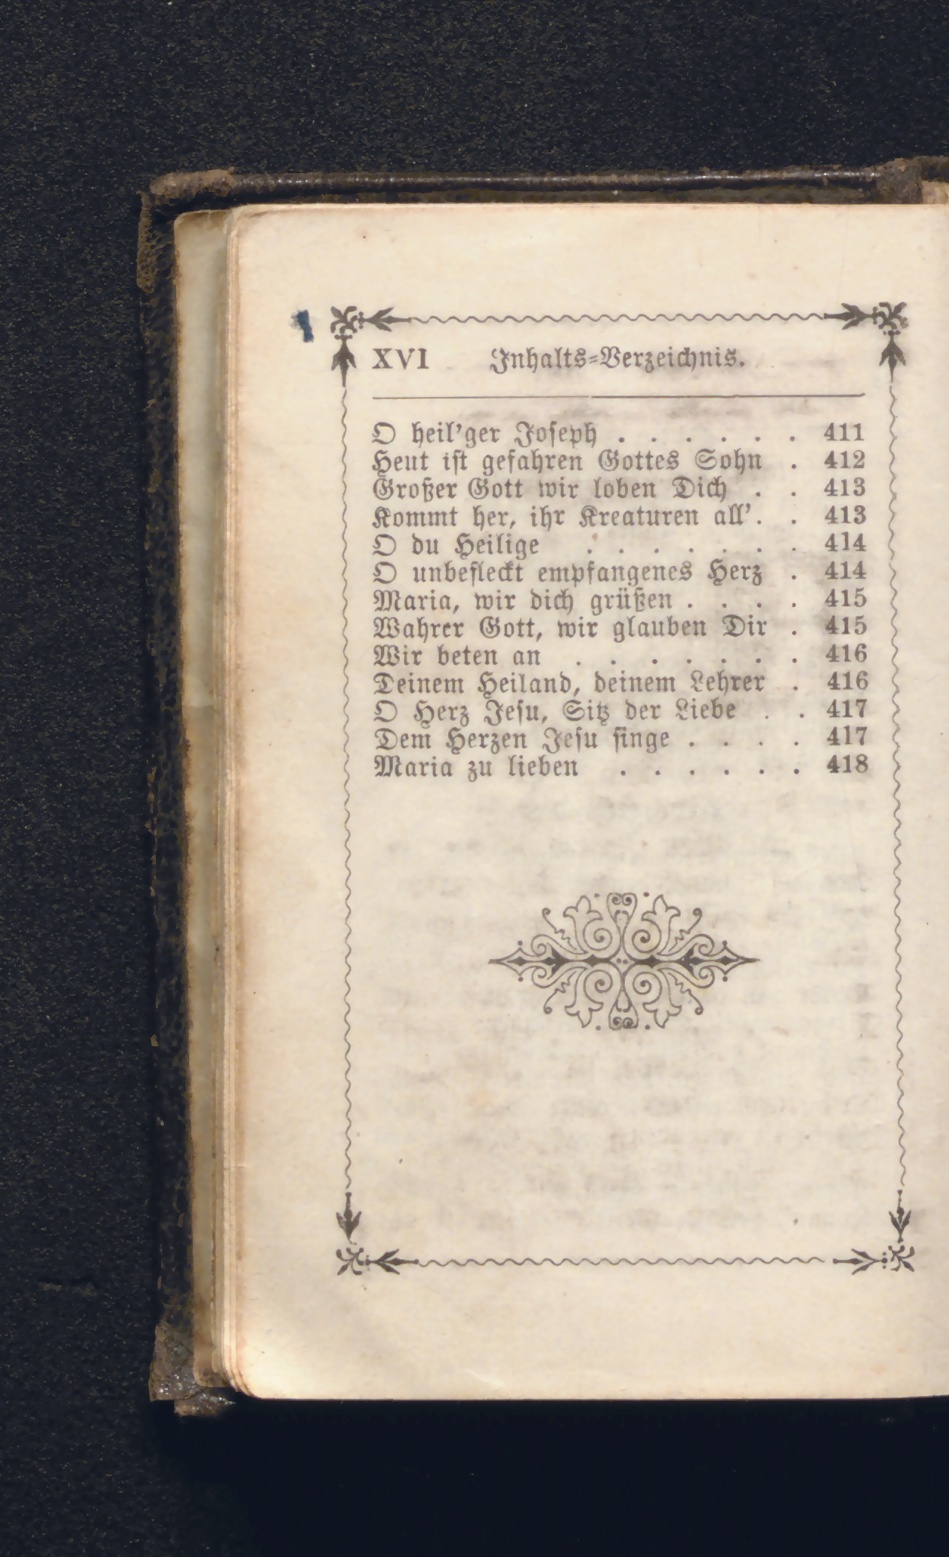 XVI Inhalts-Verzeichnis.
O heil'ger Joseph . . . . . . . 411
Heut ist gefahren Gottes Sohn . 412
Großer Gott wir loben Dich . . 413
Kommt her, ihr Kreaturen all'. . 413
O du Heilige . . . . . . . 414
O unbefleckt empfangenes Herz . 414
Maria, wir dich grüßen . . . . 415
Wahrer Gott, wir glauben Dir . 415
Wir beten an . . . . . . . 416
Deinem Heiland, deinem Lehrer . 416
O Herz Jesu, Sitz der Liebe . . 417
Dem Herzen Jesu singe . . . . 417
Maria zu lieben . . . . . . 418